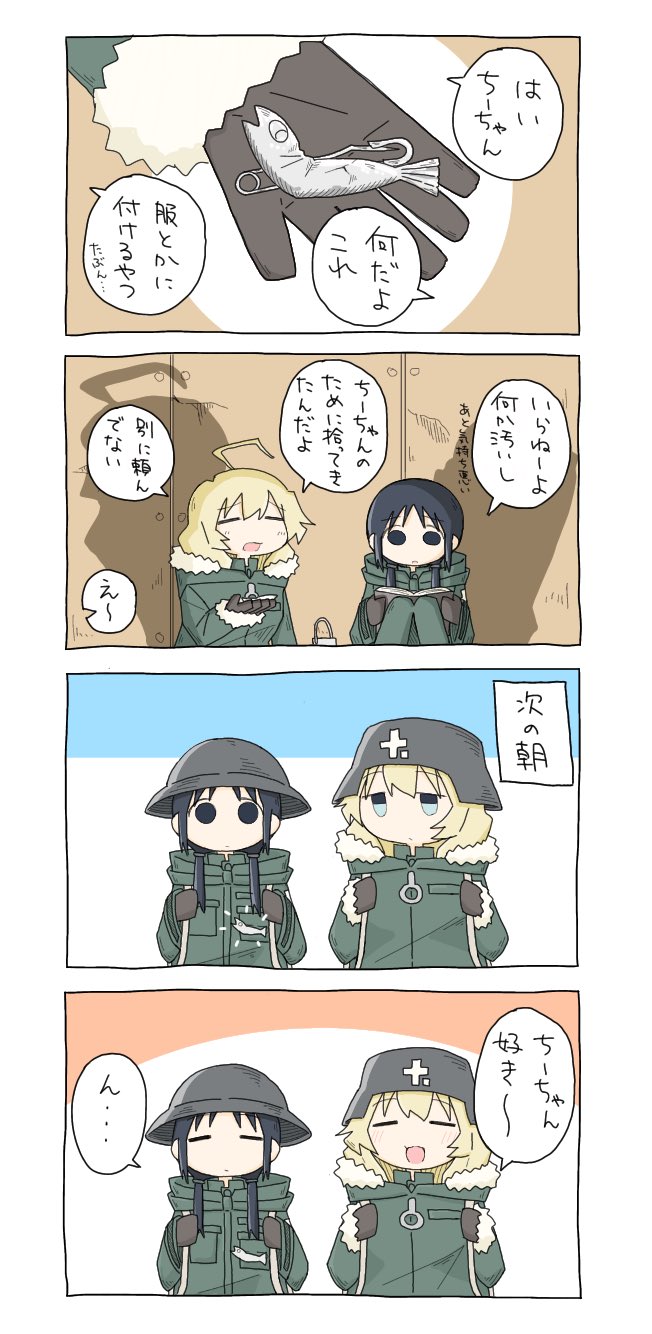 はい
ちーちゃん
何だよ
これ
服とかに
付けるやつ
たぶん…
いらねーよ
何か汚いし
あと気持ち悪い
ちーちゃんの
ために拾ってき
たんだよ
別に頼ん
でない
え〜
次の朝
ちーちゃん
好き〜
ん・・・・